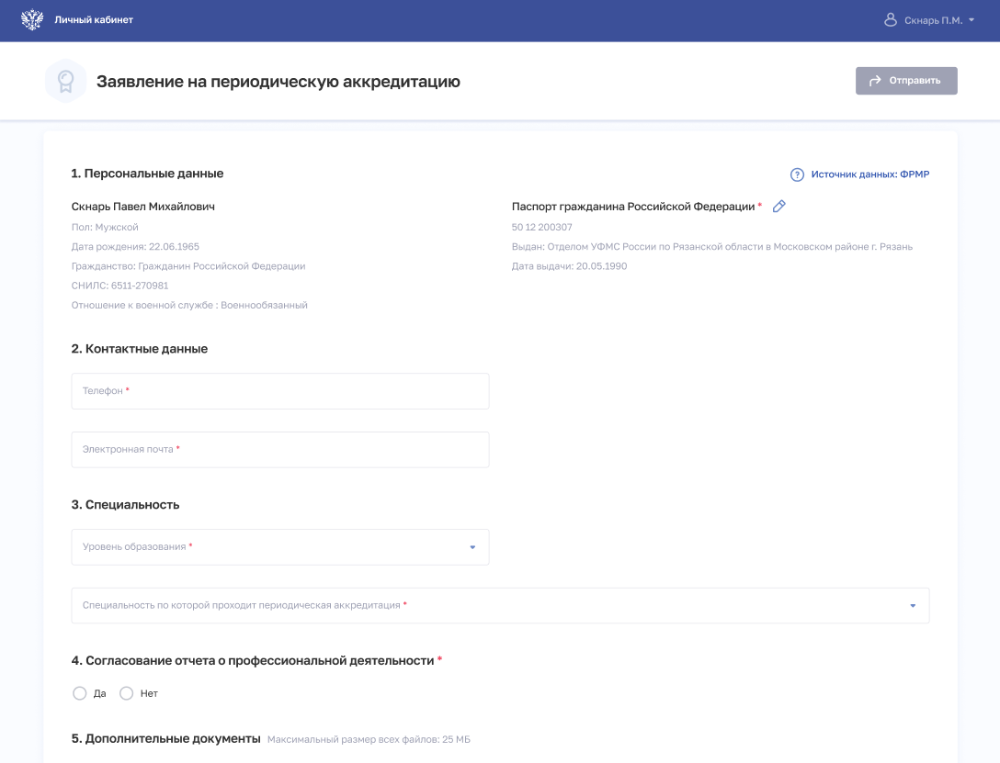 Личный кабинет
Скнарь П.М.
Заявление на периодическую аккредитацию
Отправить
1. Персональные данные
? Источник данных: ФРМР
Скнарь Павел Михайлович
Пол: Мужской
Дата рождения: 22.06.1965
Гражданство: Гражданин Российской Федерации
СНИЛС: 6511-270981
Отношение к военной службе : Военнообязанный
Паспорт гражданина Российской Федерации *
50 12 200307
Выдан: Отделом УФМС России по Рязанской области в Московском районе г. Рязань
Дата выдачи: 20.05.1990
2. Контактные данные
Телефон *
Электронная почта *
3. Специальность
Уровень образования *
Специальность по которой проходит периодическая аккредитация *
4. Согласование отчета о профессиональной деятельности *
Да Нет
5. Дополнительные документы Максимальный размер всех файлов: 25 МБ